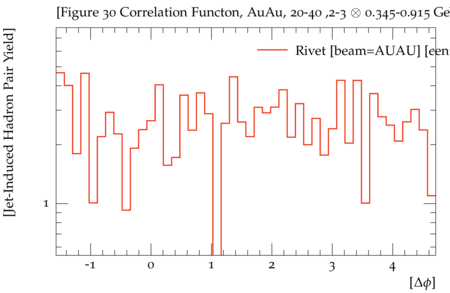 [Figure 30 Correlation Functon, AuAu, 20-40 ,2-3 ⊗ 0.345-0.915 Ge
Rivet [beam=AUAU] [cen
[Jet-Induced Hadron Pair Yield]
1
-1 0 1 2 3 4
[Δϕ]